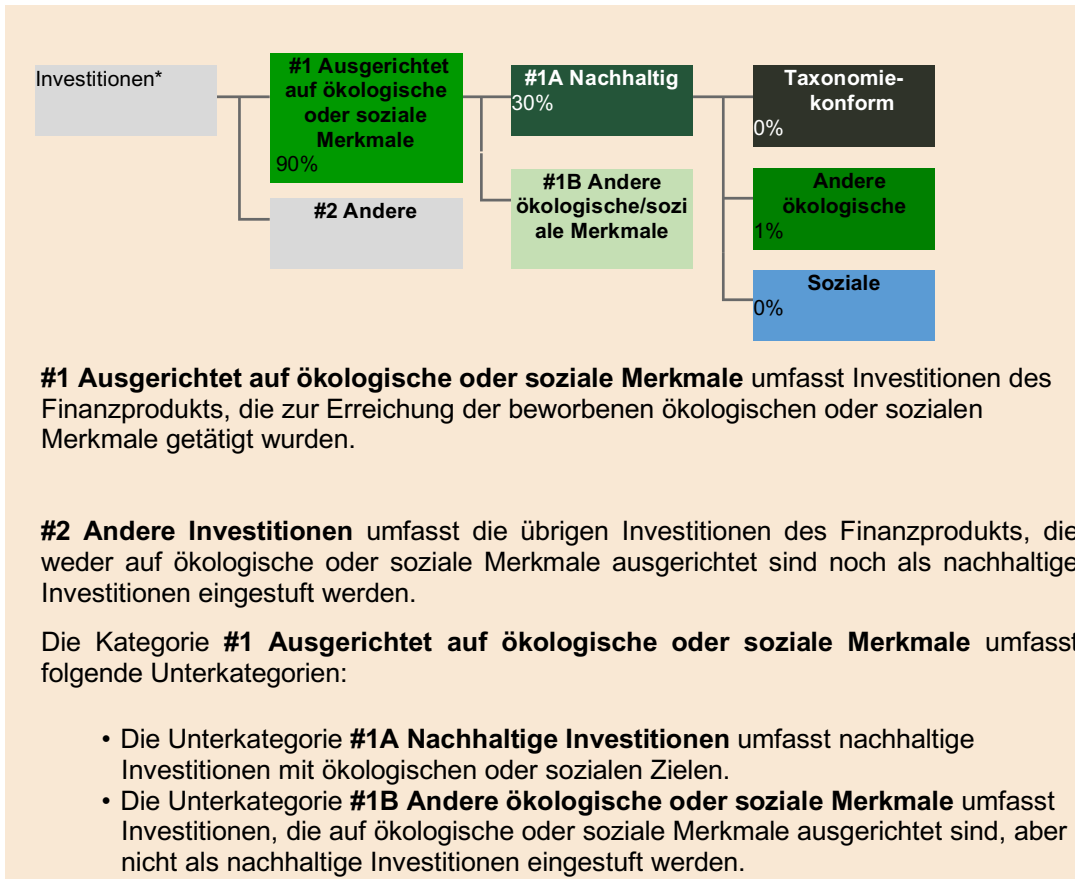 Investitionen*
#1 Ausgerichtet
auf ökologische
oder soziale
Merkmale
90%
#2 Andere
#1A Nachhaltig
30%
#1B Andere
ökologische/sozi
ale Merkmale
Taxonomie-
konform
0%
Andere
ökologische
1%
Soziale
0%
#1 Ausgerichtet auf ökologische oder soziale Merkmale umfasst Investitionen des
Finanzprodukts, die zur Erreichung der beworbenen ökologischen oder sozialen
Merkmale getätigt wurden.
#2 Andere Investitionen umfasst die übrigen Investitionen des Finanzprodukts, die
weder auf ökologische oder soziale Merkmale ausgerichtet sind noch als nachhaltige
Investitionen eingestuft werden.
Die Kategorie #1 Ausgerichtet auf ökologische oder soziale Merkmale umfasst
folgende Unterkategorien:
• Die Unterkategorie #1A Nachhaltige Investitionen umfasst nachhaltige
Investitionen mit ökologischen oder sozialen Zielen.
• Die Unterkategorie #1B Andere ökologische oder soziale Merkmale umfasst
Investitionen, die auf ökologische oder soziale Merkmale ausgerichtet sind, aber
nicht als nachhaltige Investitionen eingestuft werden.